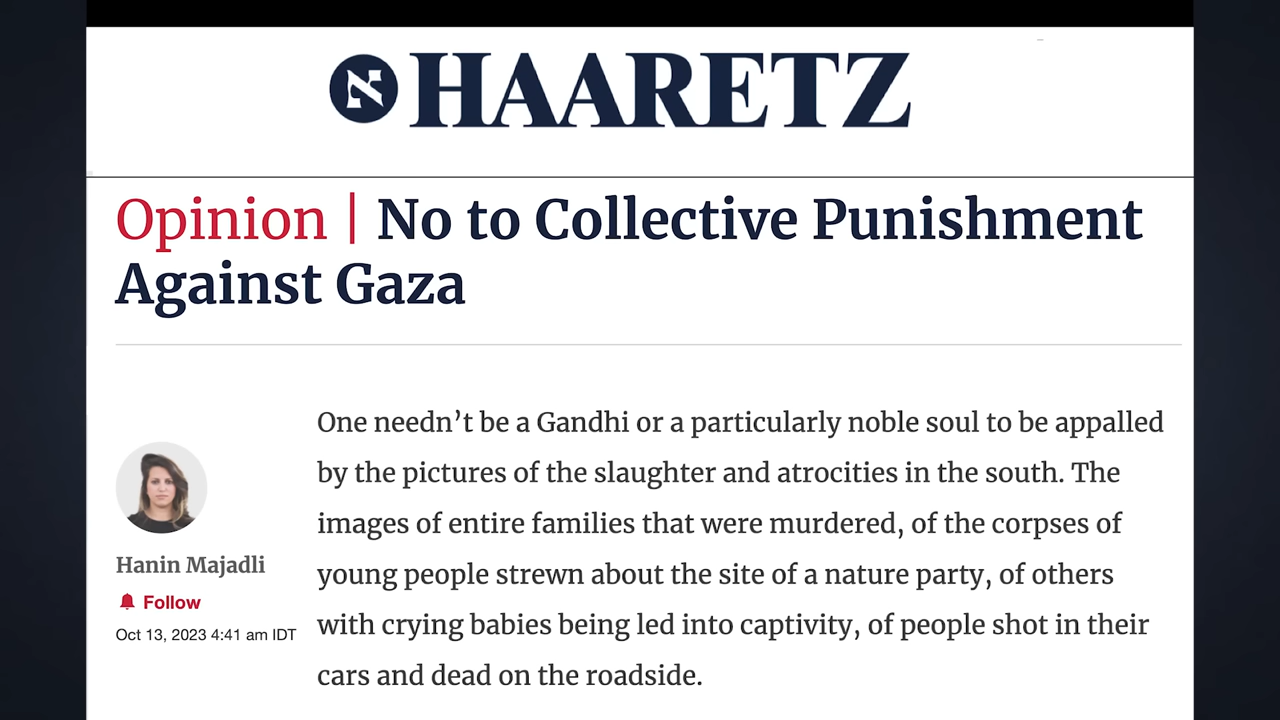 א HAARETZ
Opinion | No to Collective Punishment
Against Gaza
One needn’t be a Gandhi or a particularly noble soul to be appalled
by the pictures of the slaughter and atrocities in the south. The
images of entire families that were murdered, of the corpses of
young people strewn about the site of a nature party, of others
with crying babies being led into captivity, of people shot in their
cars and dead on the roadside.
Hanin Majadli
Follow
Oct 13, 2023 4:41 am IDT